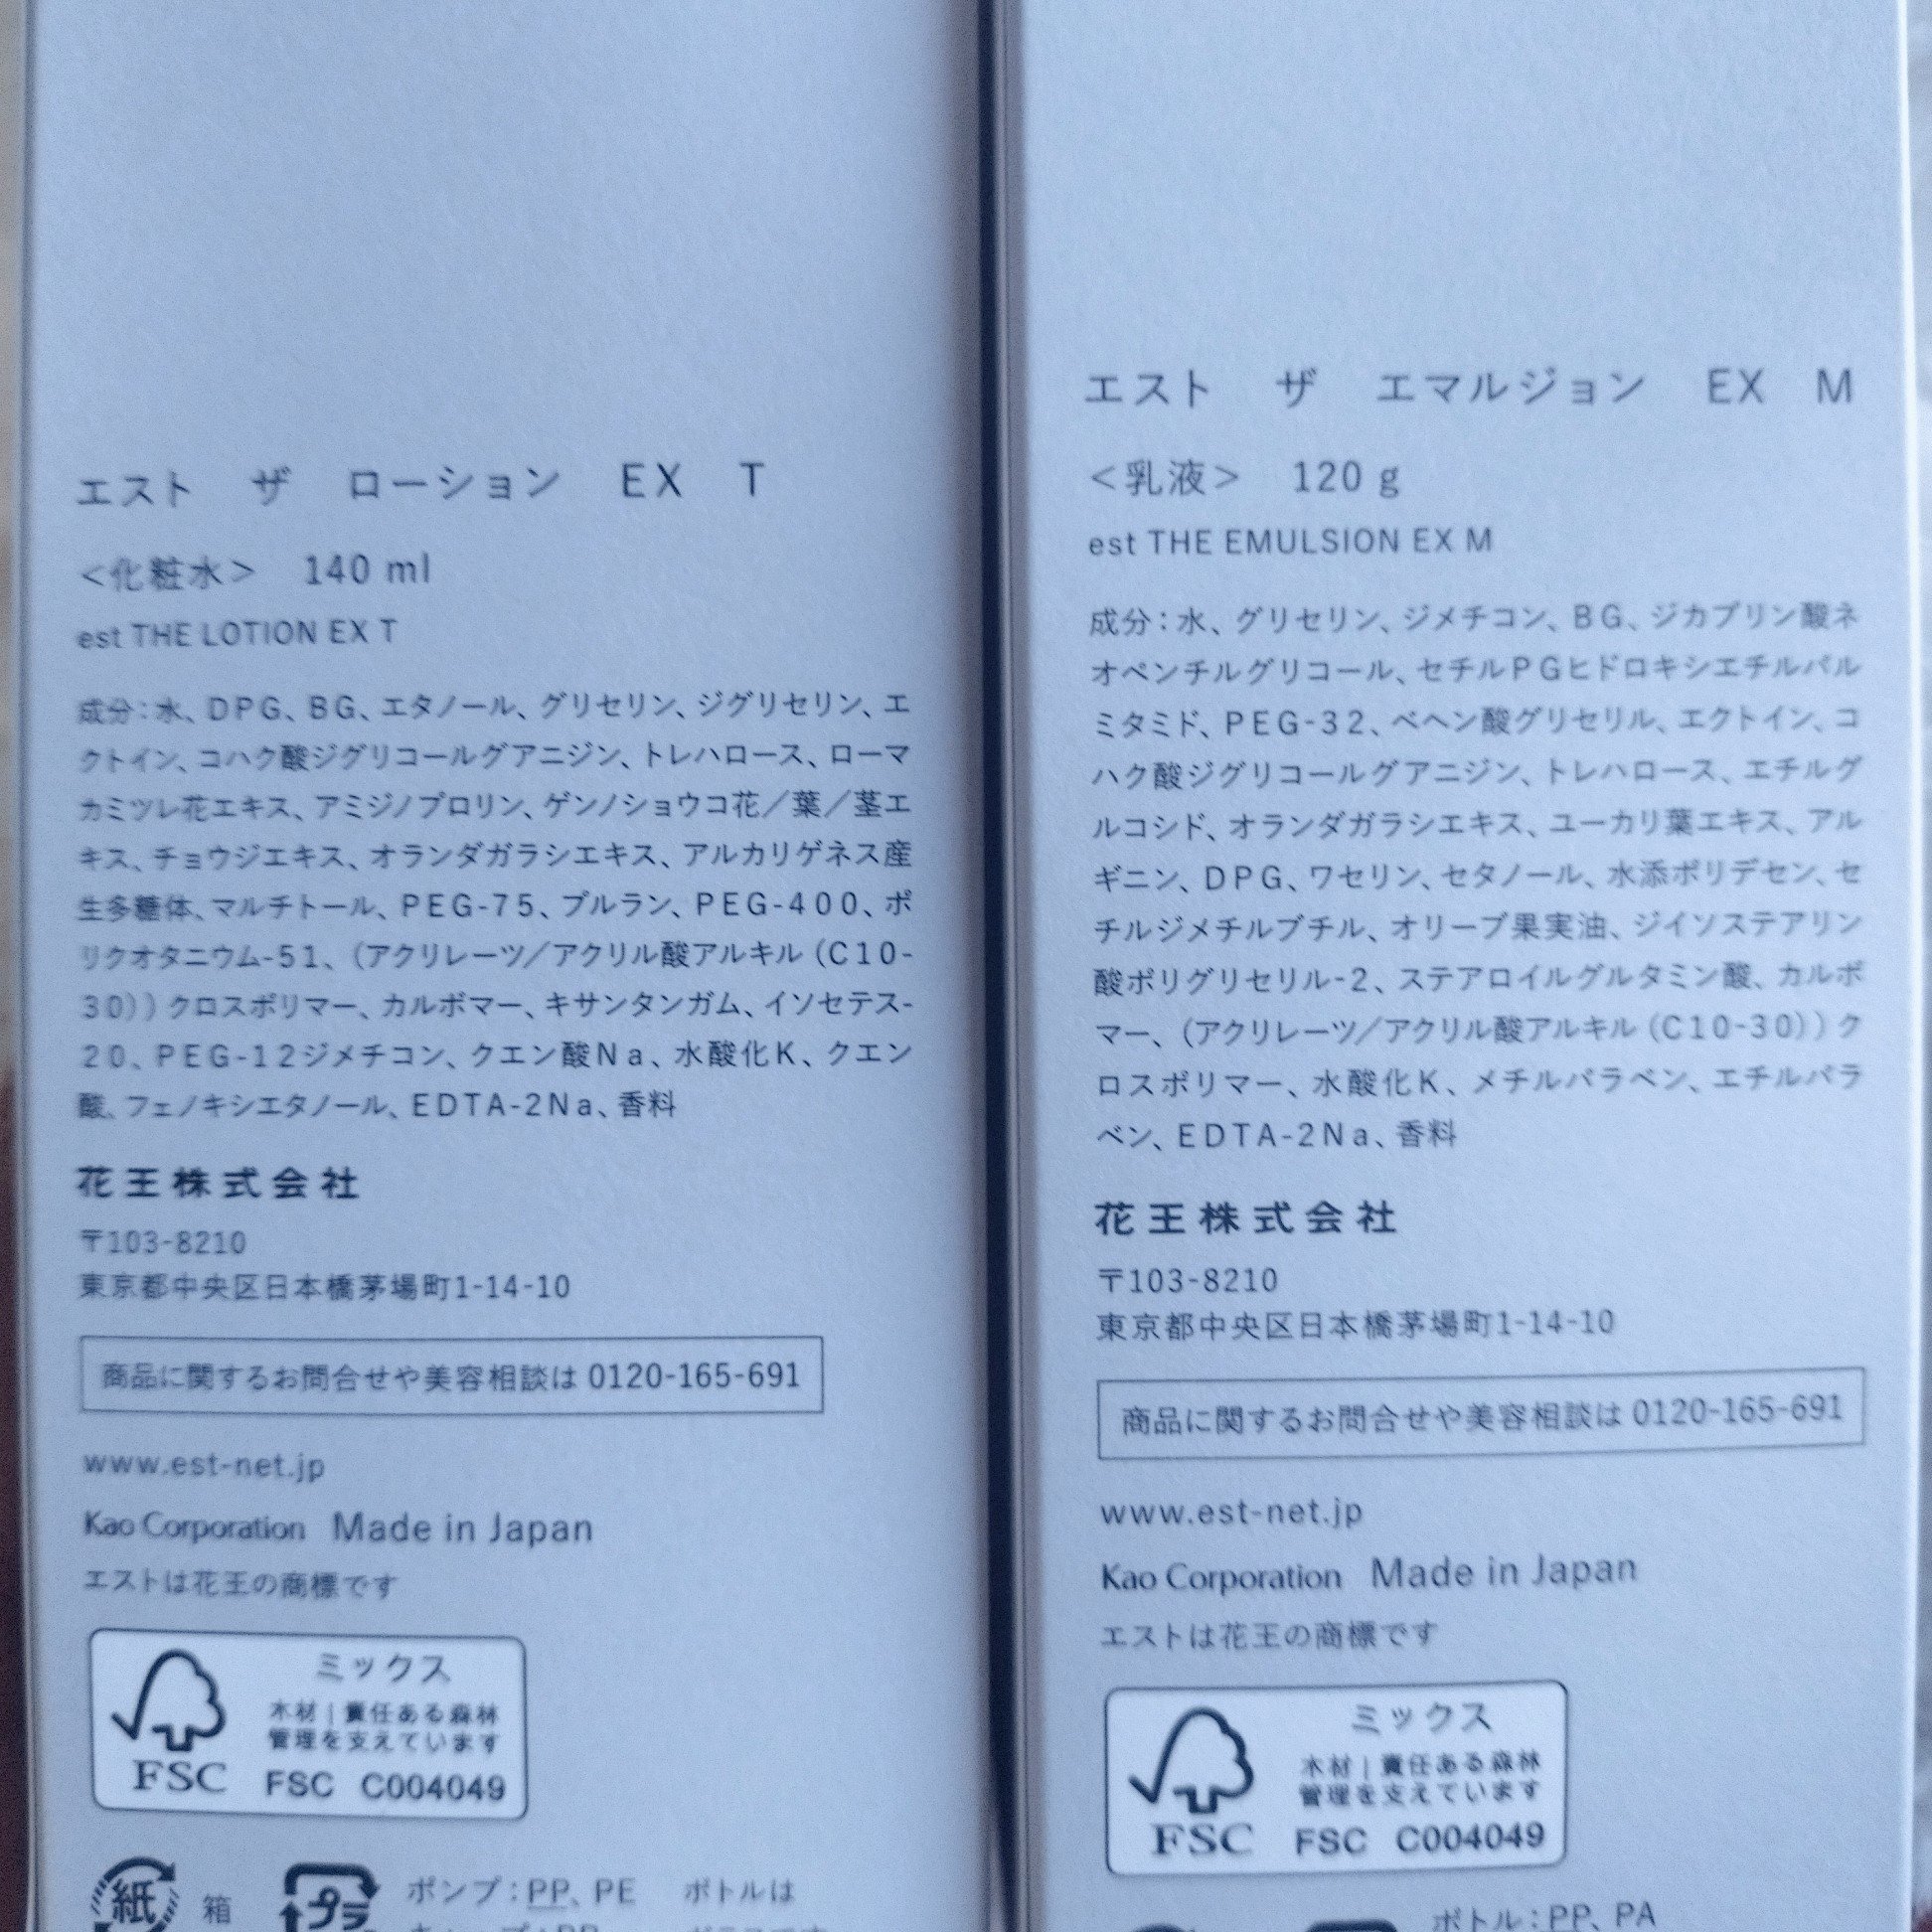 エスト ザ ローション EX T
<化粧水> 140 ml
est THE LOTION EX T
成分：水、DPG、BG、エタノール、グリセリン、ジグリセリン、エ
クトイン、コハク酸ジグリコールグアニジン、トレハロース、ローマ
カミツレ花エキス、アミジノプロリン、ゲンノショウコ花／葉／茎エ
キス、チョウジエキス、オランダガラシエキス、アルカリゲネス産
生多糖体、マルチトール、PEG-75、プルラン、PEG-400、ポ
リクオタニウム-51、（アクリレーツ／アクリル酸アルキル（C10-
30））クロスポリマー、カルボマー、キサンタンガム、イソセテス-
20、PEG-12ジメチコン、クエン酸Na、水酸化K、クエン
酸、フェノキシエタノール、EDTA-2Na、香料
花王株式会社
〒103-8210
東京都中央区日本橋茅場町1-14-10
商品に関するお問合せや美容相談は 0120-165-691
www.est-net.jp
Kao Corporation Made in Japan
エストは花王の商標です
ミックス
木材｜責任ある森林
管理を支えています
FSC
FSC C004049
紙 箱
プラ
ポンプ：PP、PE ボトルは
エスト ザ エマルジョン EX M
<乳液> 120 g
est THE EMULSION EX M
成分：水、グリセリン、ジメチコン、BG、ジカプリン酸ネ
オペンチルグリコール、セチルPGヒドロキシエチルパル
ミタミド、PEG-32、ベヘン酸グリセリル、エクトイン、コ
ハク酸ジグリコールグアニジン、トレハロース、エチルグ
ルコシド、オランダガラシエキス、ユーカリ葉エキス、アル
ギニン、DPG、ワセリン、セタノール、水添ポリデセン、セ
チルジメチルブチル、オリーブ果実油、ジイソステアリン
酸ポリグリセリル-2、ステアロイルグルタミン酸、カルボ
マー、（アクリレーツ／アクリル酸アルキル（C10-30））ク
ロスポリマー、水酸化K、メチルパラベン、エチルパラ
ベン、EDTA-2Na、香料
花王株式会社
〒103-8210
東京都中央区日本橋茅場町1-14-10
商品に関するお問合せや美容相談は 0120-165-691
www.est-net.jp
Kao Corporation Made in Japan
エストは花王の商標です
ミックス
木材｜責任ある森林
管理を支えています
FSC
FSC C004049
ボトル：PP、PA